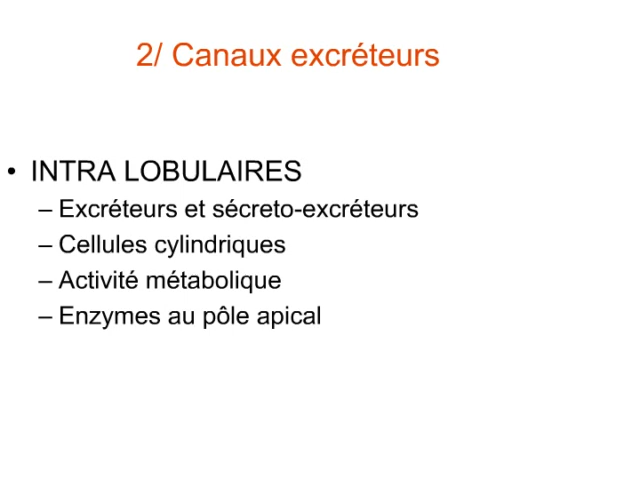 2/ Canaux excréteurs
• INTRA LOBULAIRES
– Excréteurs et sécreto-excréteurs
– Cellules cylindriques
– Activité métabolique
– Enzymes au pôle apical